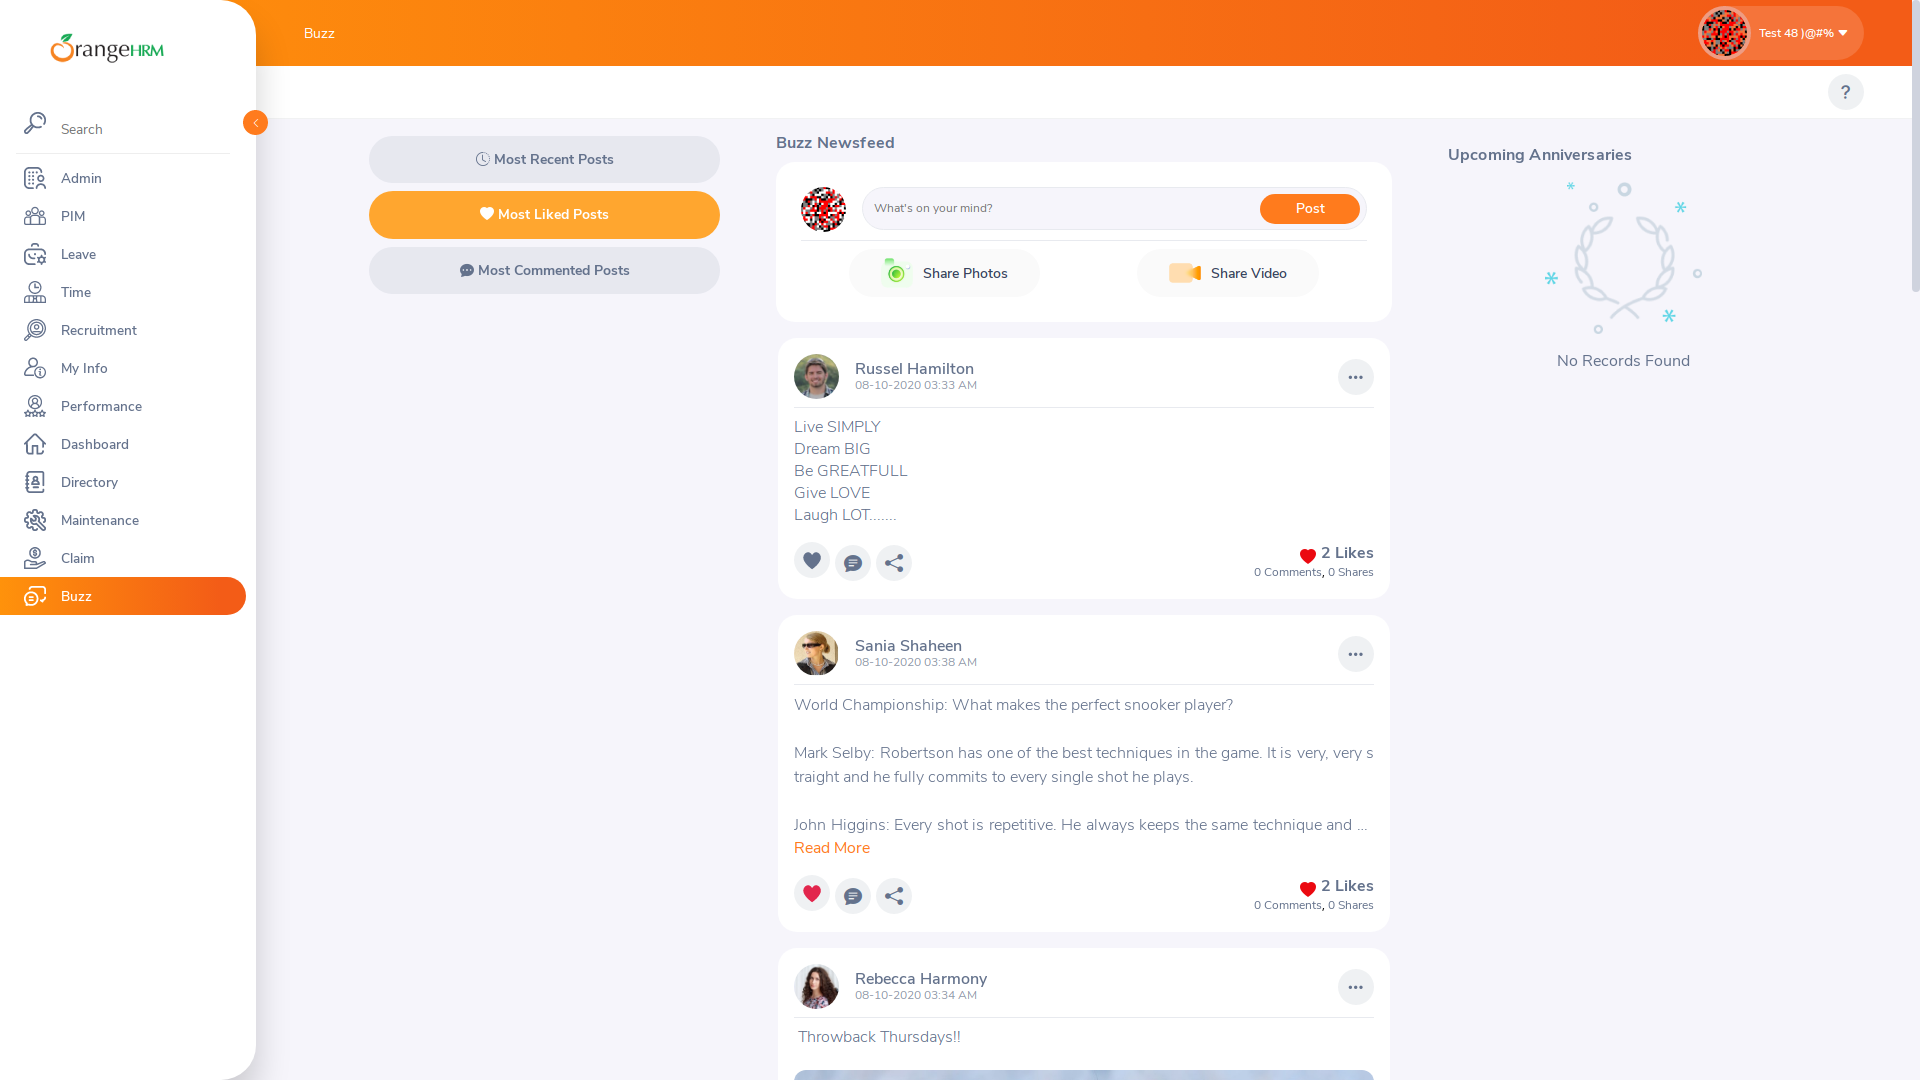 OrangeHRM
Buzz
Test 48 )@#%
?
Search
Admin
PIM
Leave
Time
Recruitment
My Info
Performance
Dashboard
Directory
Maintenance
Claim
Buzz
Most Recent Posts
Most Liked Posts
Most Commented Posts
Buzz Newsfeed
What's on your mind?
Post
Share Photos
Share Video
Russel Hamilton
08-10-2020 03:33 AM
Live SIMPLY
Dream BIG
Be GREATFULL
Give LOVE
Laugh LOT.......
2 Likes
0 Comments, 0 Shares
Sania Shaheen
08-10-2020 03:38 AM
World Championship: What makes the perfect snooker player?
Mark Selby: Robertson has one of the best techniques in the game. It is very, very s
traight and he fully commits to every single shot he plays.
John Higgins: Every shot is repetitive. He always keeps the same technique and ...
Read More
2 Likes
0 Comments, 0 Shares
Rebecca Harmony
08-10-2020 03:34 AM
Throwback Thursdays!!
Upcoming Anniversaries
No Records Found